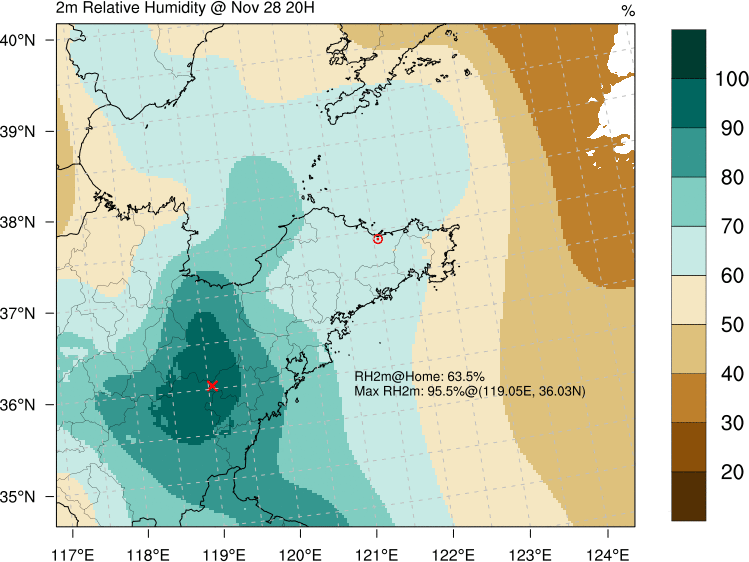 2m Relative Humidity @ Nov 28 20H
%
40°N
39°N
38°N
37°N
36°N
35°N
RH2m@Home: 63.5%
Max RH2m: 95.5%@(119.05E, 36.03N)
117°E 118°E 119°E 120°E 121°E 122°E 123°E 124°E
100
90
80
70
60
50
40
30
20